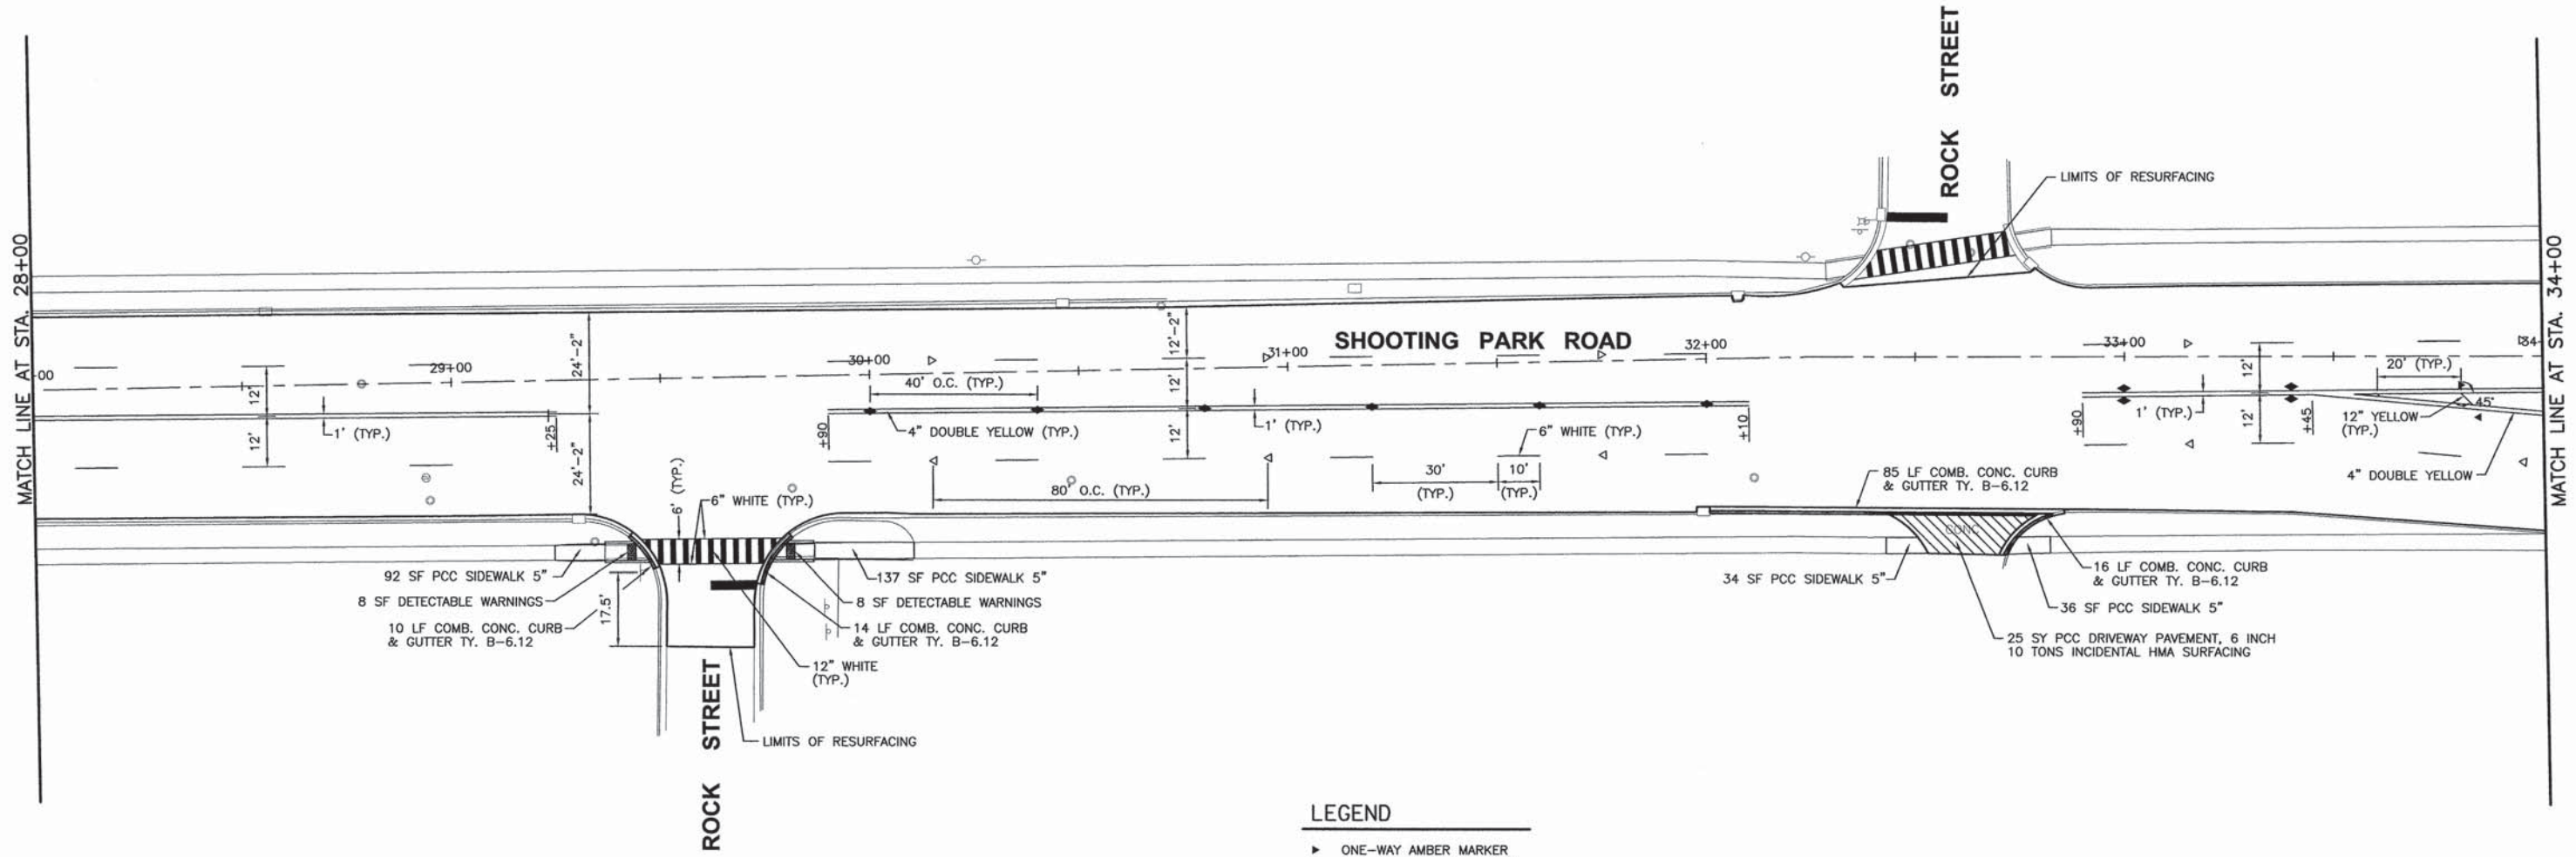 MATCH LINE AT STA. 28+00
ROCK STREET
LIMITS OF RESURFACING
SHOOTING PARK ROAD
00
29+00
30+00
31+00
32+00
33+00
34
12'
12'
1' (TYP.)
+25
24'-2"
24'-2"
+90
40' O.C. (TYP.)
4" DOUBLE YELLOW (TYP.)
12'-2"
12'
12'
1' (TYP.)
6" WHITE (TYP.)
80' O.C. (TYP.)
30'
(TYP.)
10'
(TYP.)
+10
+90
1' (TYP.)
12'
12'
+45
20' (TYP.)
45°
12" YELLOW
(TYP.)
4" DOUBLE YELLOW
6' (TYP.)
6" WHITE (TYP.)
85 LF COMB. CONC. CURB
& GUTTER TY. B-6.12
CONC
92 SF PCC SIDEWALK 5"
8 SF DETECTABLE WARNINGS
10 LF COMB. CONC. CURB
& GUTTER TY. B-6.12
17.5'
137 SF PCC SIDEWALK 5"
8 SF DETECTABLE WARNINGS
14 LF COMB. CONC. CURB
& GUTTER TY. B-6.12
12" WHITE
(TYP.)
LIMITS OF RESURFACING
ROCK STREET
34 SF PCC SIDEWALK 5"
16 LF COMB. CONC. CURB
& GUTTER TY. B-6.12
36 SF PCC SIDEWALK 5"
25 SY PCC DRIVEWAY PAVEMENT, 6 INCH
10 TONS INCIDENTAL HMA SURFACING
MATCH LINE AT STA. 34+00
LEGEND
ONE-WAY AMBER MARKER